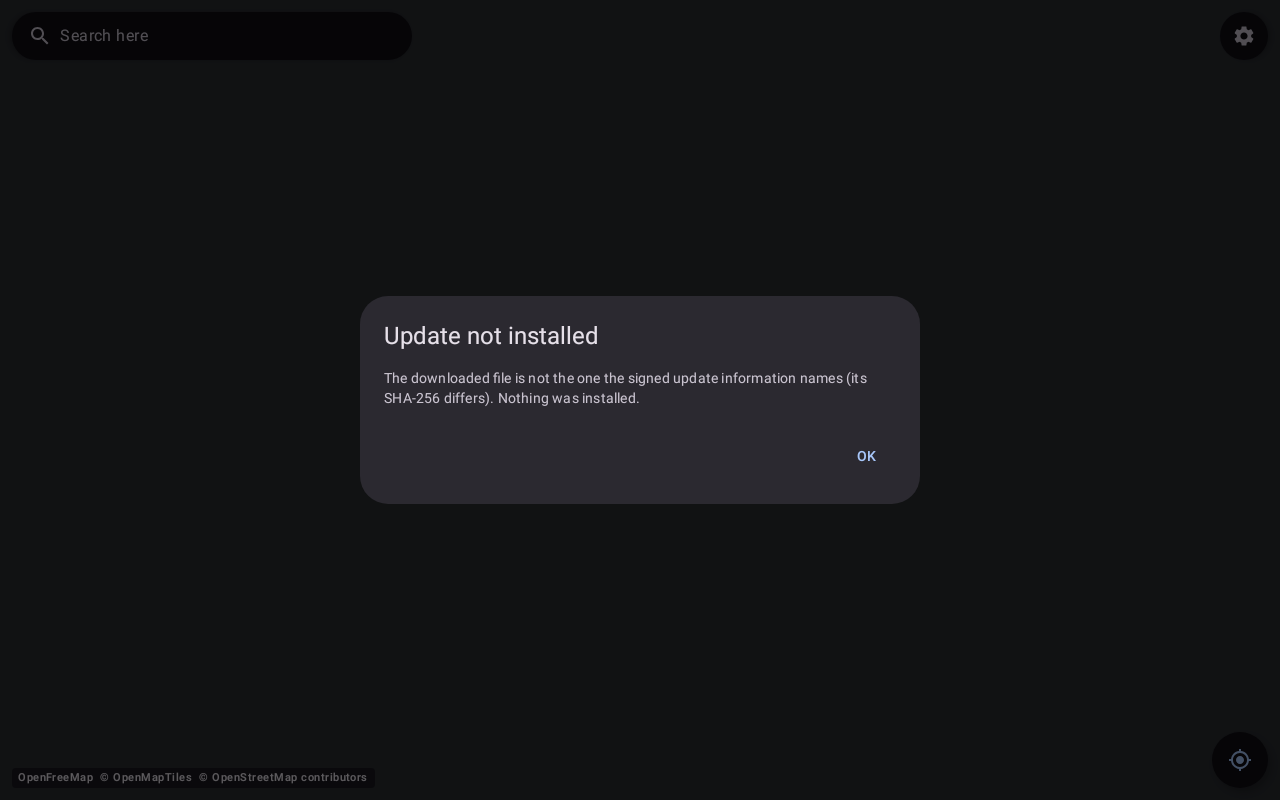 Search here
Update not installed
The downloaded file is not the one the signed update information names (its
SHA-256 differs). Nothing was installed.
OK
OpenFreeMap © OpenMapTiles © OpenStreetMap contributors